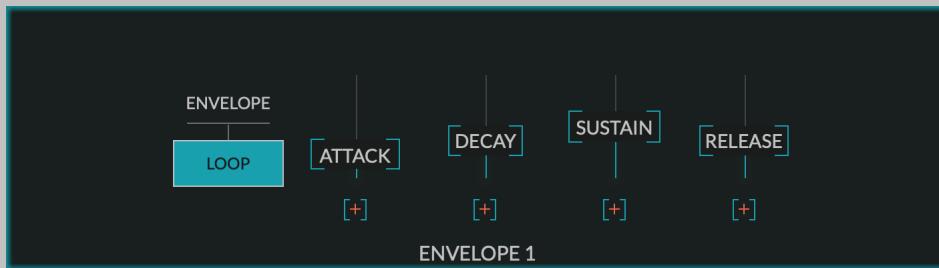 ENVELOPE
LOOP
ATTACK
DECAY
SUSTAIN
RELEASE
[+] [+] [+] [+]
ENVELOPE 1